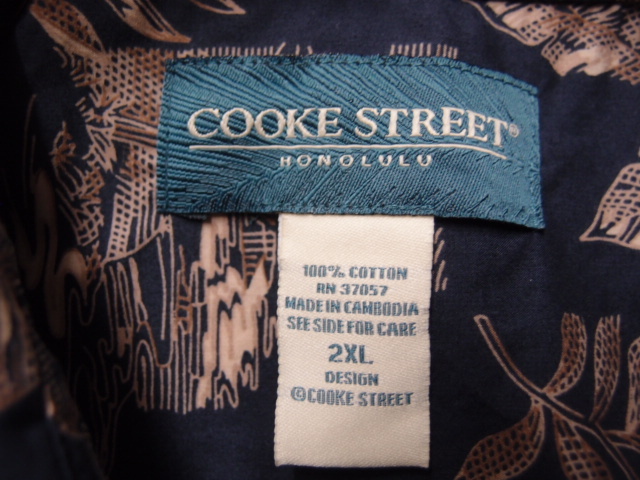 COOKE STREET®
HONOLULU
100% COTTON
RN 37057
MADE IN CAMBODIA
SEE SIDE FOR CARE
2XL
DESIGN
©COOKE STREET